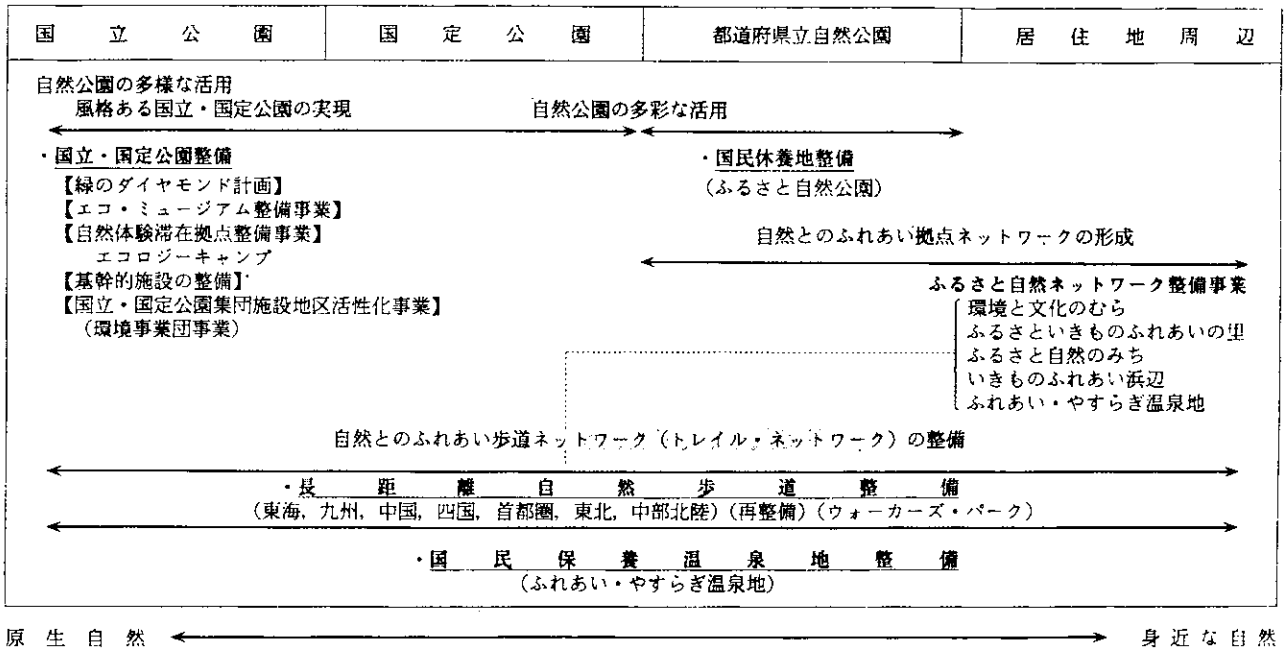 国立公園 国定公園 都道府県立自然公園 居住地周辺
自然公園の多様な活用
風格ある国立・国定公園の実現 自然公園の多彩な活用
・国立・国定公園整備 ・国民休養地整備
【緑のダイヤモンド計画】 (ふるさと自然公園)
【エコ・ミュージアム整備事業】
【自然体験滞在拠点整備事業】 自然とのふれあい拠点ネットワークの形成
エコロジーキャンプ
【基幹的施設の整備】 ふるさと自然ネットワーク整備事業
【国立・国定公園集団施設地区活性化事業】 環境と文化のむら
(環境事業団事業) ふるさといきものふれあいの里
ふるさと自然のみち
いきものふれあい浜辺
ふれあい・やすらぎ温泉地
自然とのふれあい歩道ネットワーク(トレイル・ネットワーク)の整備
・長距離自然歩道整備
(東海, 九州, 中国, 四国, 首都圏, 東北, 中部北陸)(再整備)(ウォーカーズ・パーク)
・国民保養温泉地整備
(ふれあい・やすらぎ温泉地)
原生自然 身近な自然